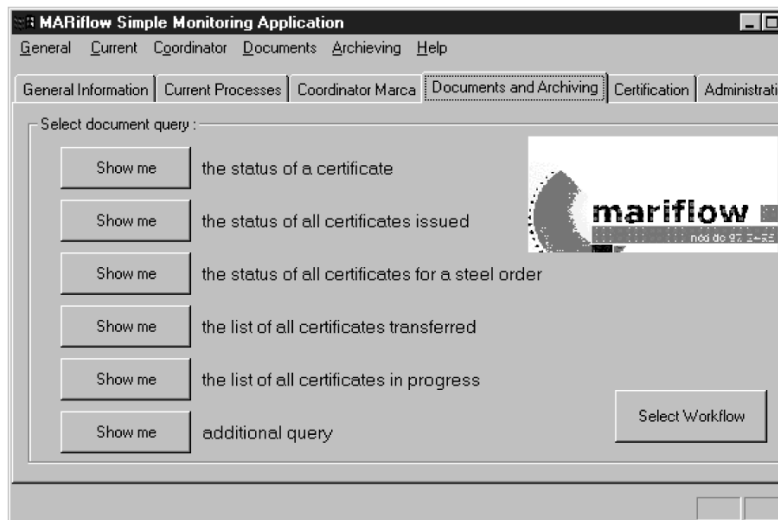 MARiflow Simple Monitoring Application
General Current Coordinator Documents Archieving Help
General Information Current Processes Coordinator Marca Documents and Archiving Certification Administrati
Select document query :
Show me the status of a certificate
Show me the status of all certificates issued
Show me the status of all certificates for a steel order
Show me the list of all certificates transferred
Show me the list of all certificates in progress
Show me additional query
mariflow
Select Workflow